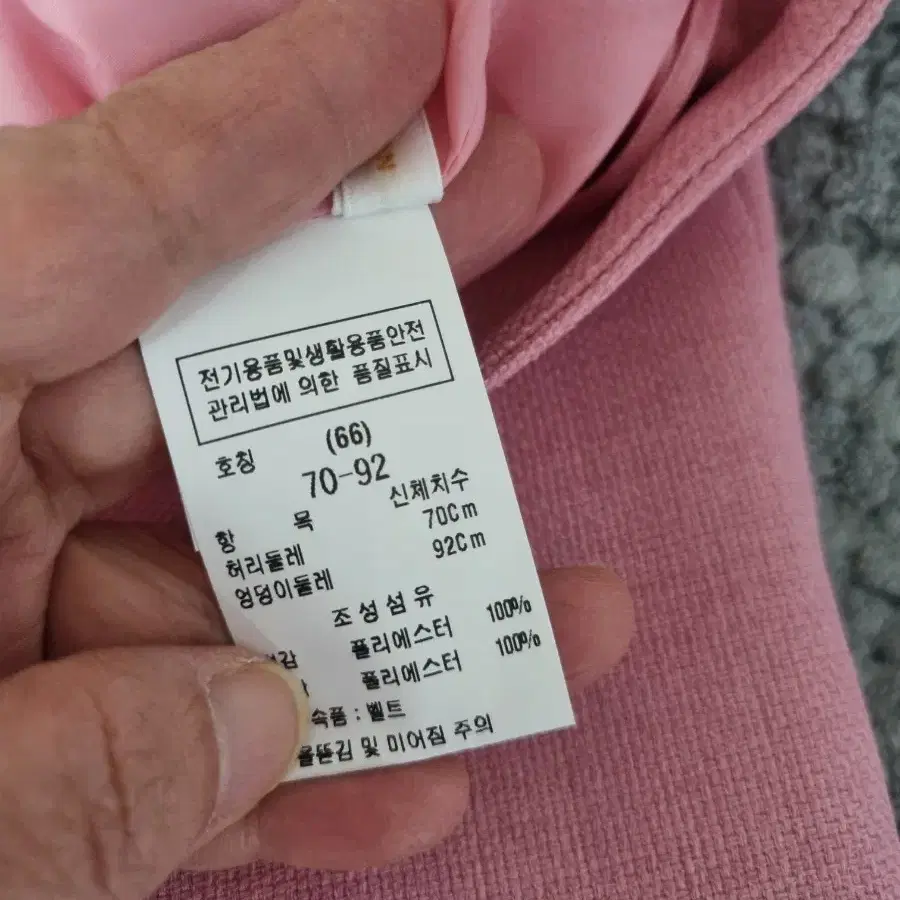 전기용품및생활용품안전
관리법에 의한 품질표시
호칭 (66)
70-92
항 목 신체치수
허리둘레 70Cm
엉덩이둘레 92Cm
조성섬유
감 폴리에스터 100%
폴리에스터 100%
속품 : 벨트
올뜯김 및 미어짐 주의